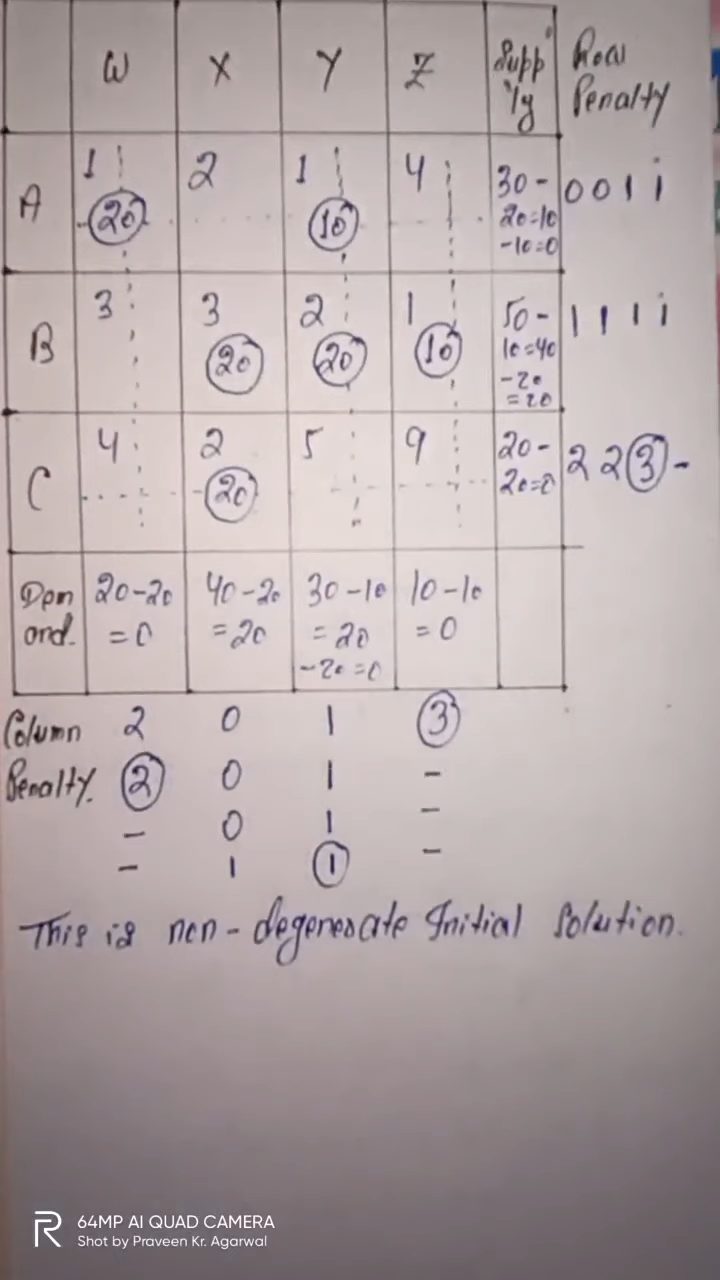 W X Y Z Supp Row
'ly Penalty
A 1 2 1 4 30- 0 0 1 1
20 10 20=10
-10=0
B 3 3 2 1 50- 1 1 1 1
20 20 10 10=40
-20
=20
C 4 2 5 9 20- 2 2 3 -
20 20=0
Dem 20-20 40-20 30-10 10-10
and. =0 =20 =20 =0
-20=0
Column 2 0 1 3
Penalty. 2 0 1 -
- 0 1 -
- 1 1 -
This is non-degenerate Initial Solution.
R 64MP AI QUAD CAMERA
Shot by Praveen Kr. Agarwal